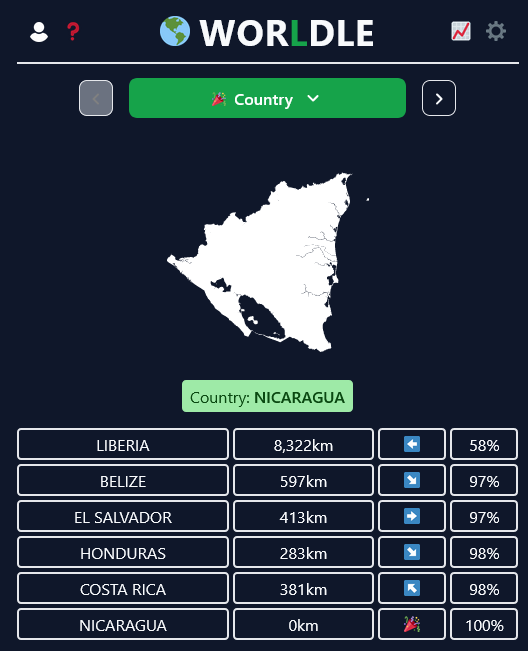 WORLDLE
Country
Country: NICARAGUA
LIBERIA 8,322km 58%
BELIZE 597km 97%
EL SALVADOR 413km 97%
HONDURAS 283km 98%
COSTA RICA 381km 98%
NICARAGUA 0km 100%